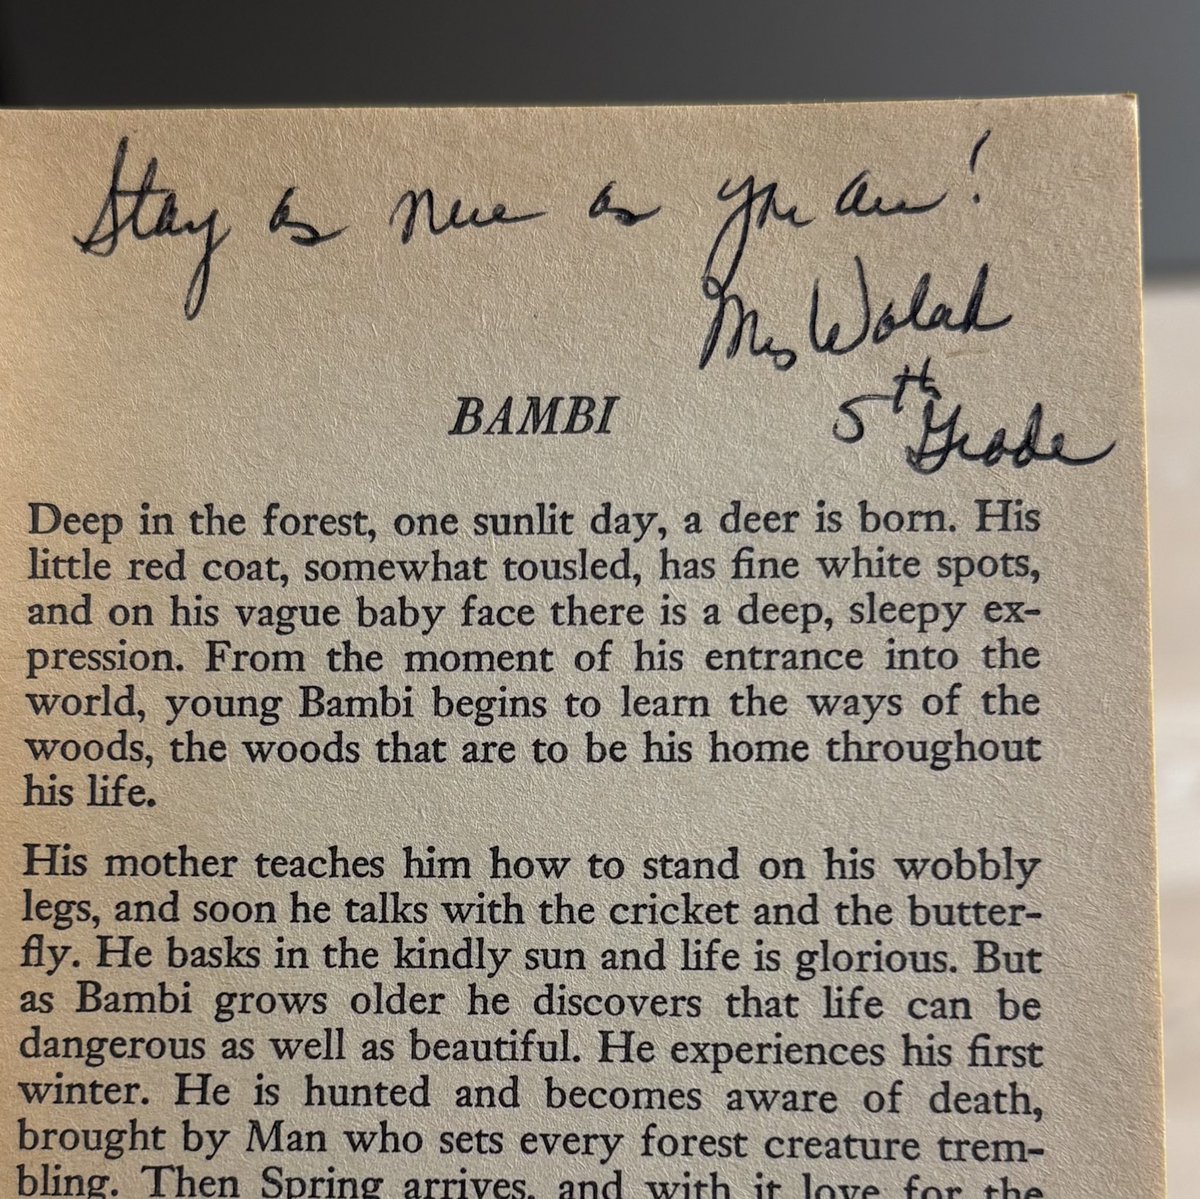 Stay as nice as you are!
Mrs Walsh
5th Grade
BAMBI
Deep in the forest, one sunlit day, a deer is born. His
little red coat, somewhat tousled, has fine white spots,
and on his vague baby face there is a deep, sleepy ex-
pression. From the moment of his entrance into the
world, young Bambi begins to learn the ways of the
woods, the woods that are to be his home throughout
his life.
His mother teaches him how to stand on his wobbly
legs, and soon he talks with the cricket and the butter-
fly. He basks in the kindly sun and life is glorious. But
as Bambi grows older he discovers that life can be
dangerous as well as beautiful. He experiences his first
winter. He is hunted and becomes aware of death,
brought by Man who sets every forest creature trem-
bling. Then Spring arrives, and with it love for the